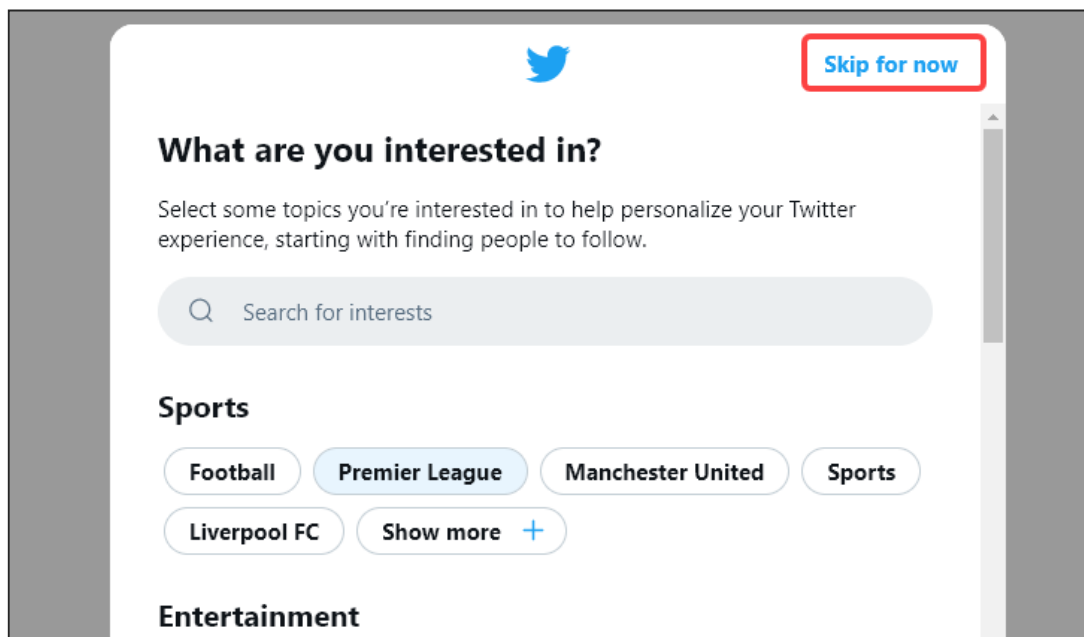 Skip for now
What are you interested in?
Select some topics you’re interested in to help personalize your Twitter
experience, starting with finding people to follow.
Search for interests
Sports
Football Premier League Manchester United Sports
Liverpool FC Show more +
Entertainment